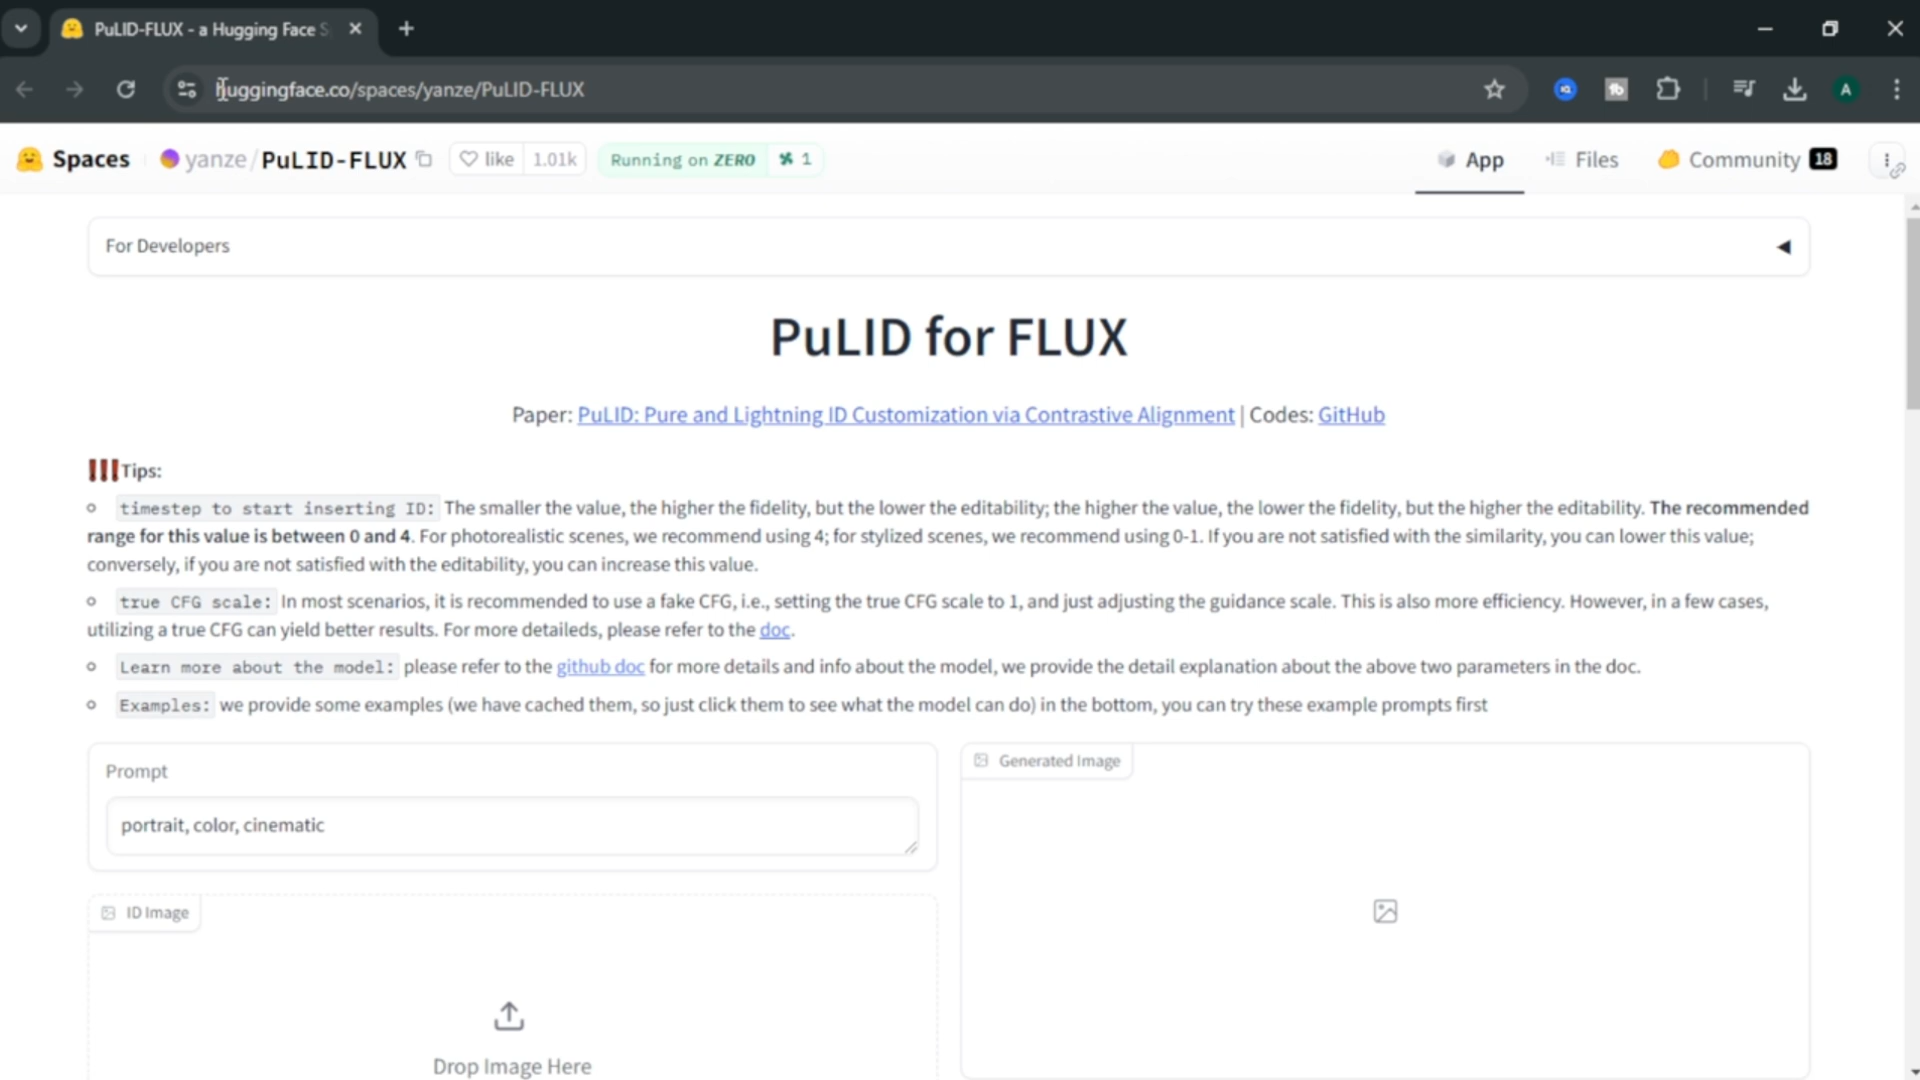 PuLID-FLUX - a Hugging Face S
huggingface.co/spaces/yanze/PuLID-FLUX
A
Spaces yanze/PuLID-FLUX like 1.01k Running on ZERO 1 App Files Community 18
For Developers
PuLID for FLUX
Paper: PuLID: Pure and Lightning ID Customization via Contrastive Alignment | Codes: GitHub
!!!Tips:
timestep to start inserting ID: The smaller the value, the higher the fidelity, but the lower the editability; the higher the value, the lower the fidelity, but the higher the editability. The recommended
range for this value is between 0 and 4. For photorealistic scenes, we recommend using 4; for stylized scenes, we recommend using 0-1. If you are not satisfied with the similarity, you can lower this value;
conversely, if you are not satisfied with the editability, you can increase this value.
true CFG scale: In most scenarios, it is recommended to use a fake CFG, i.e., setting the true CFG scale to 1, and just adjusting the guidance scale. This is also more efficiency. However, in a few cases,
utilizing a true CFG can yield better results. For more detaileds, please refer to the doc.
Learn more about the model: please refer to the github doc for more details and info about the model, we provide the detail explanation about the above two parameters in the doc.
Examples: we provide some examples (we have cached them, so just click them to see what the model can do) in the bottom, you can try these example prompts first
Prompt
portrait, color, cinematic
Generated Image
ID Image
Drop Image Here